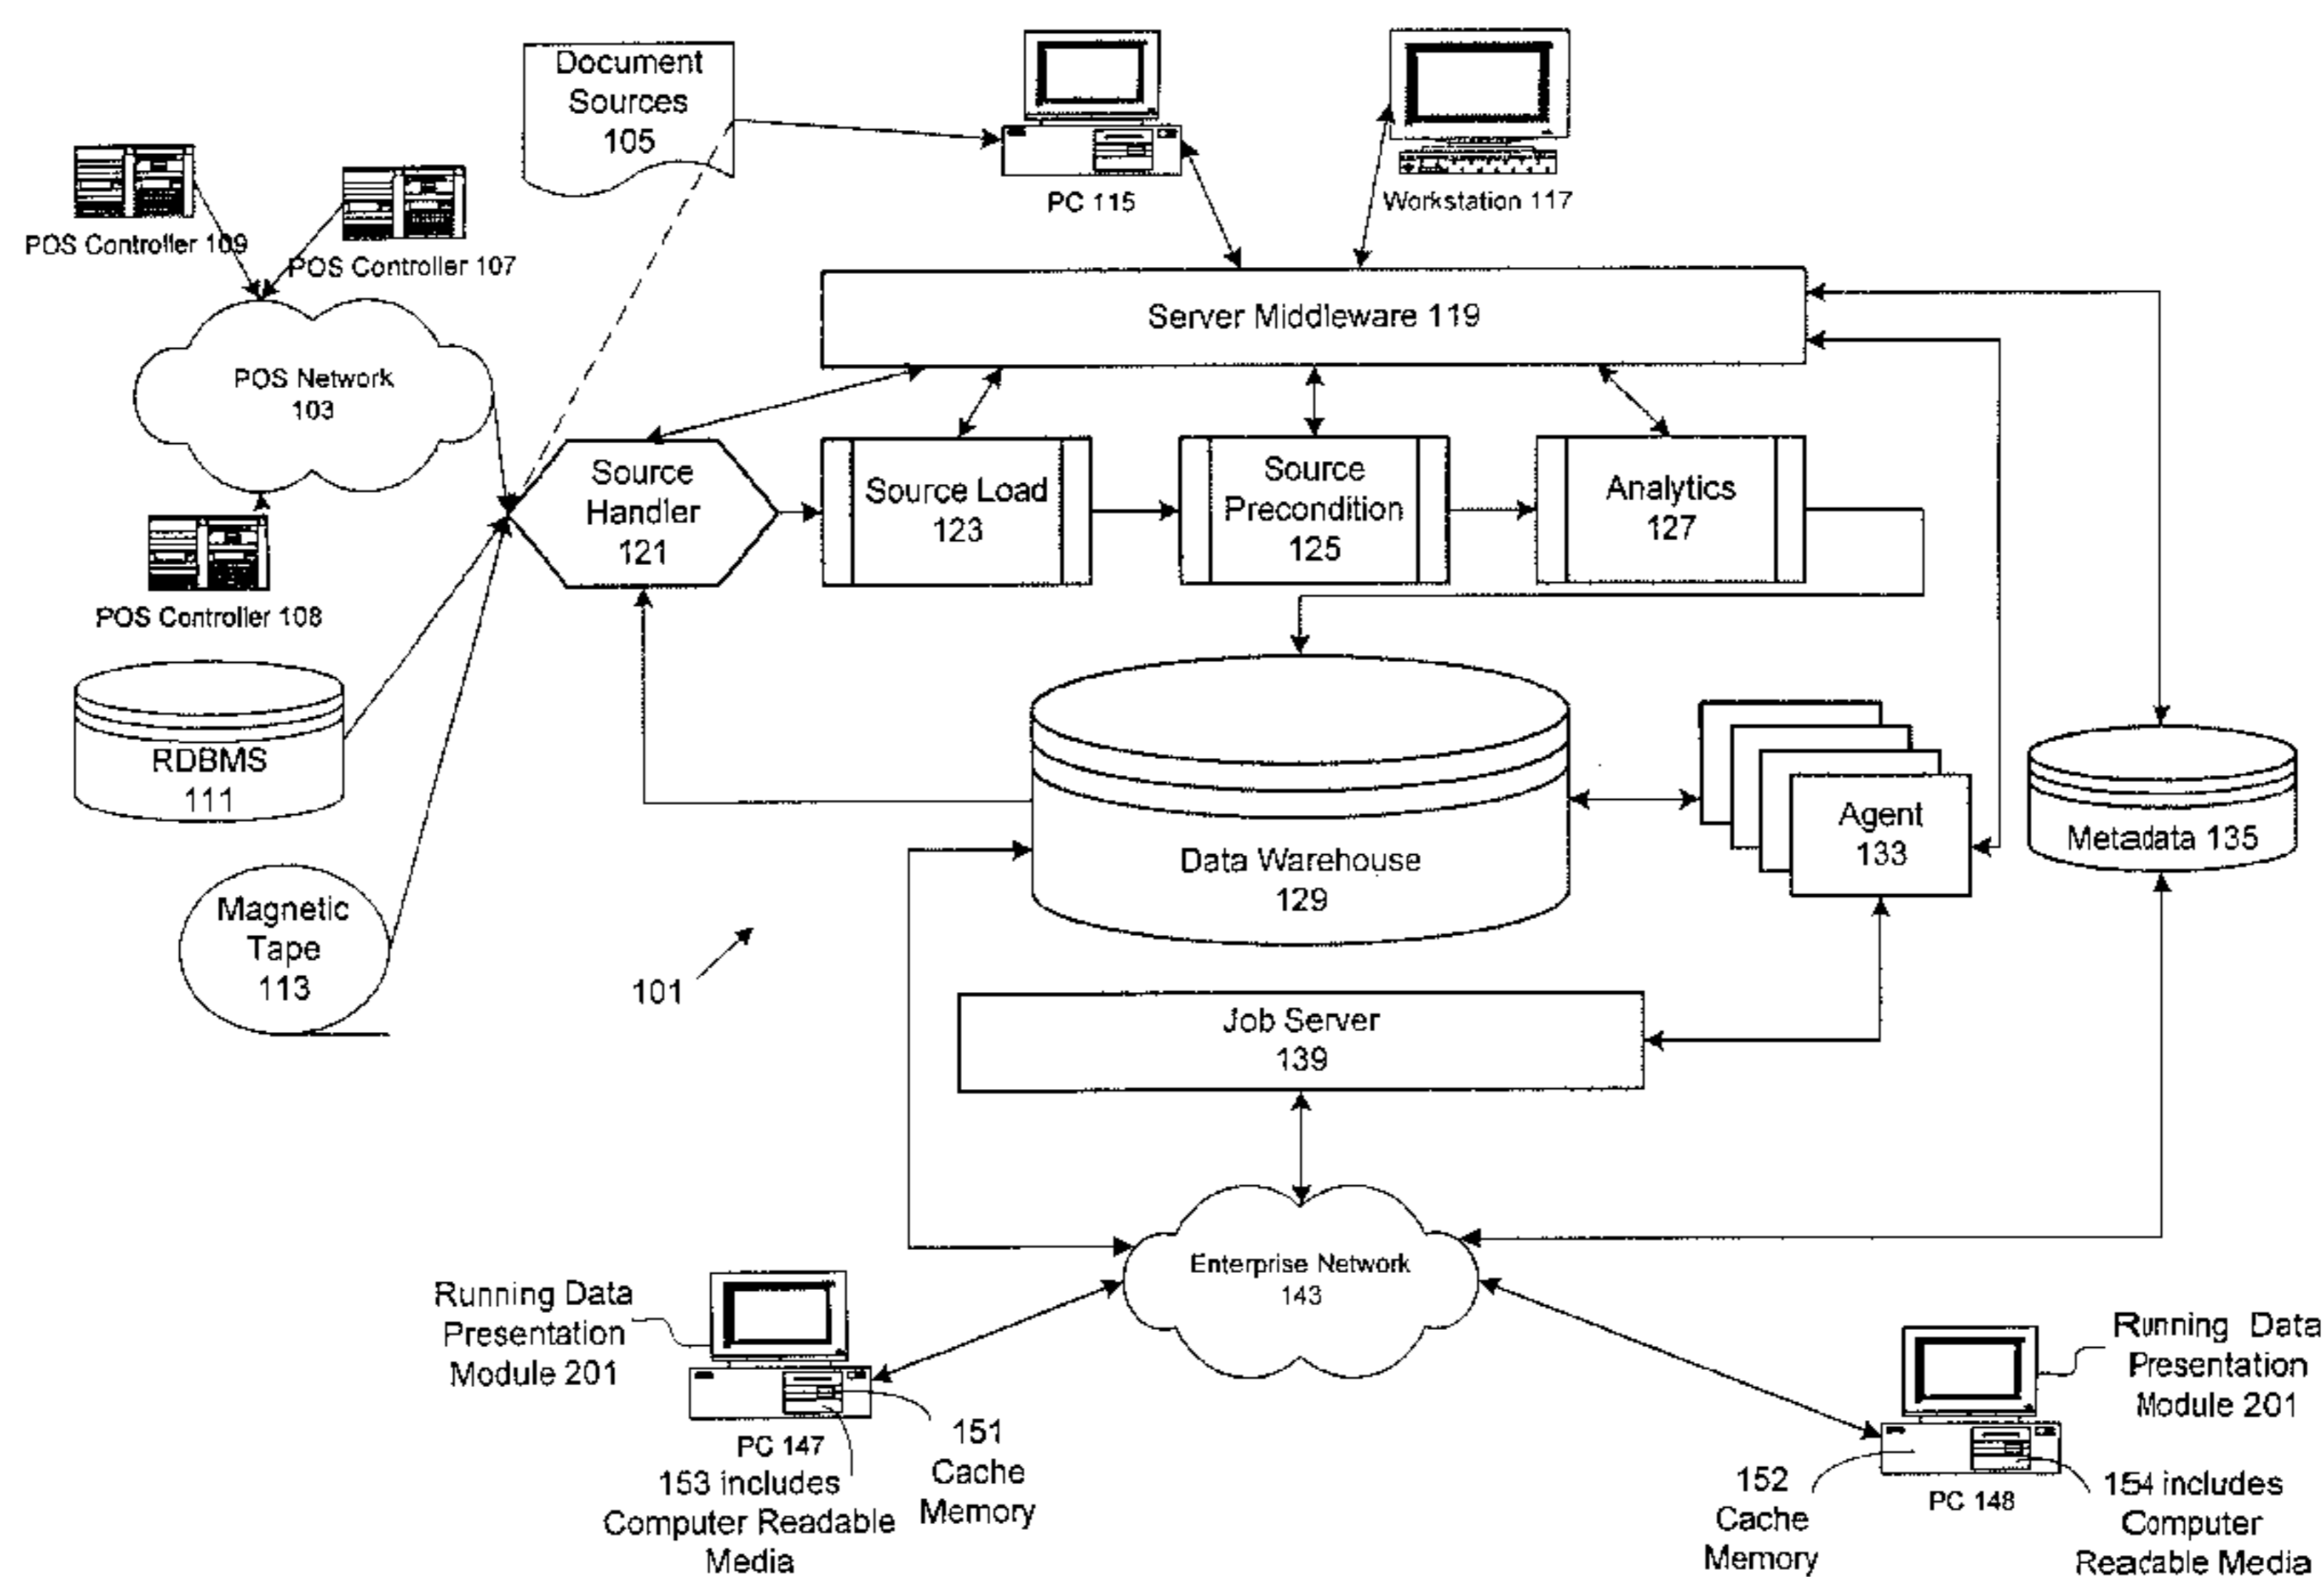 Document
Sources
105
PC 115
Workstation 117
POS Controller 109
POS Controller 107
POS Network
103
POS Controller 108
RDBMS
111
Magnetic
Tape
113
Server Middleware 119
Source
Handler
121
Source Load
123
Source
Precondition
125
Analytics
127
Data Warehouse
129
Agent
133
Metadata 135
101
Job Server
139
Enterprise Network
143
Running Data
Presentation
Module 201
PC 147
151
Cache
Memory
153 includes
Computer Readable
Media
Running Data
Presentation
Module 201
PC 148
152
Cache
Memory
154 includes
Computer
Readable Media